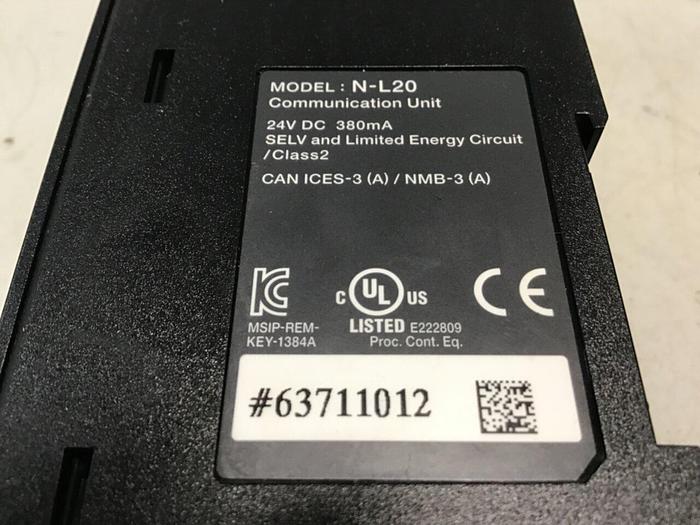 MODEL : N-L20
Communication Unit
24V DC 380mA
SELV and Limited Energy Circuit
/Class2
CAN ICES-3 (A) / NMB-3 (A)
c UL US
CE
MSIP-REM-
KEY-1384A
LISTED E222809
Proc. Cont. Eq.
#63711012